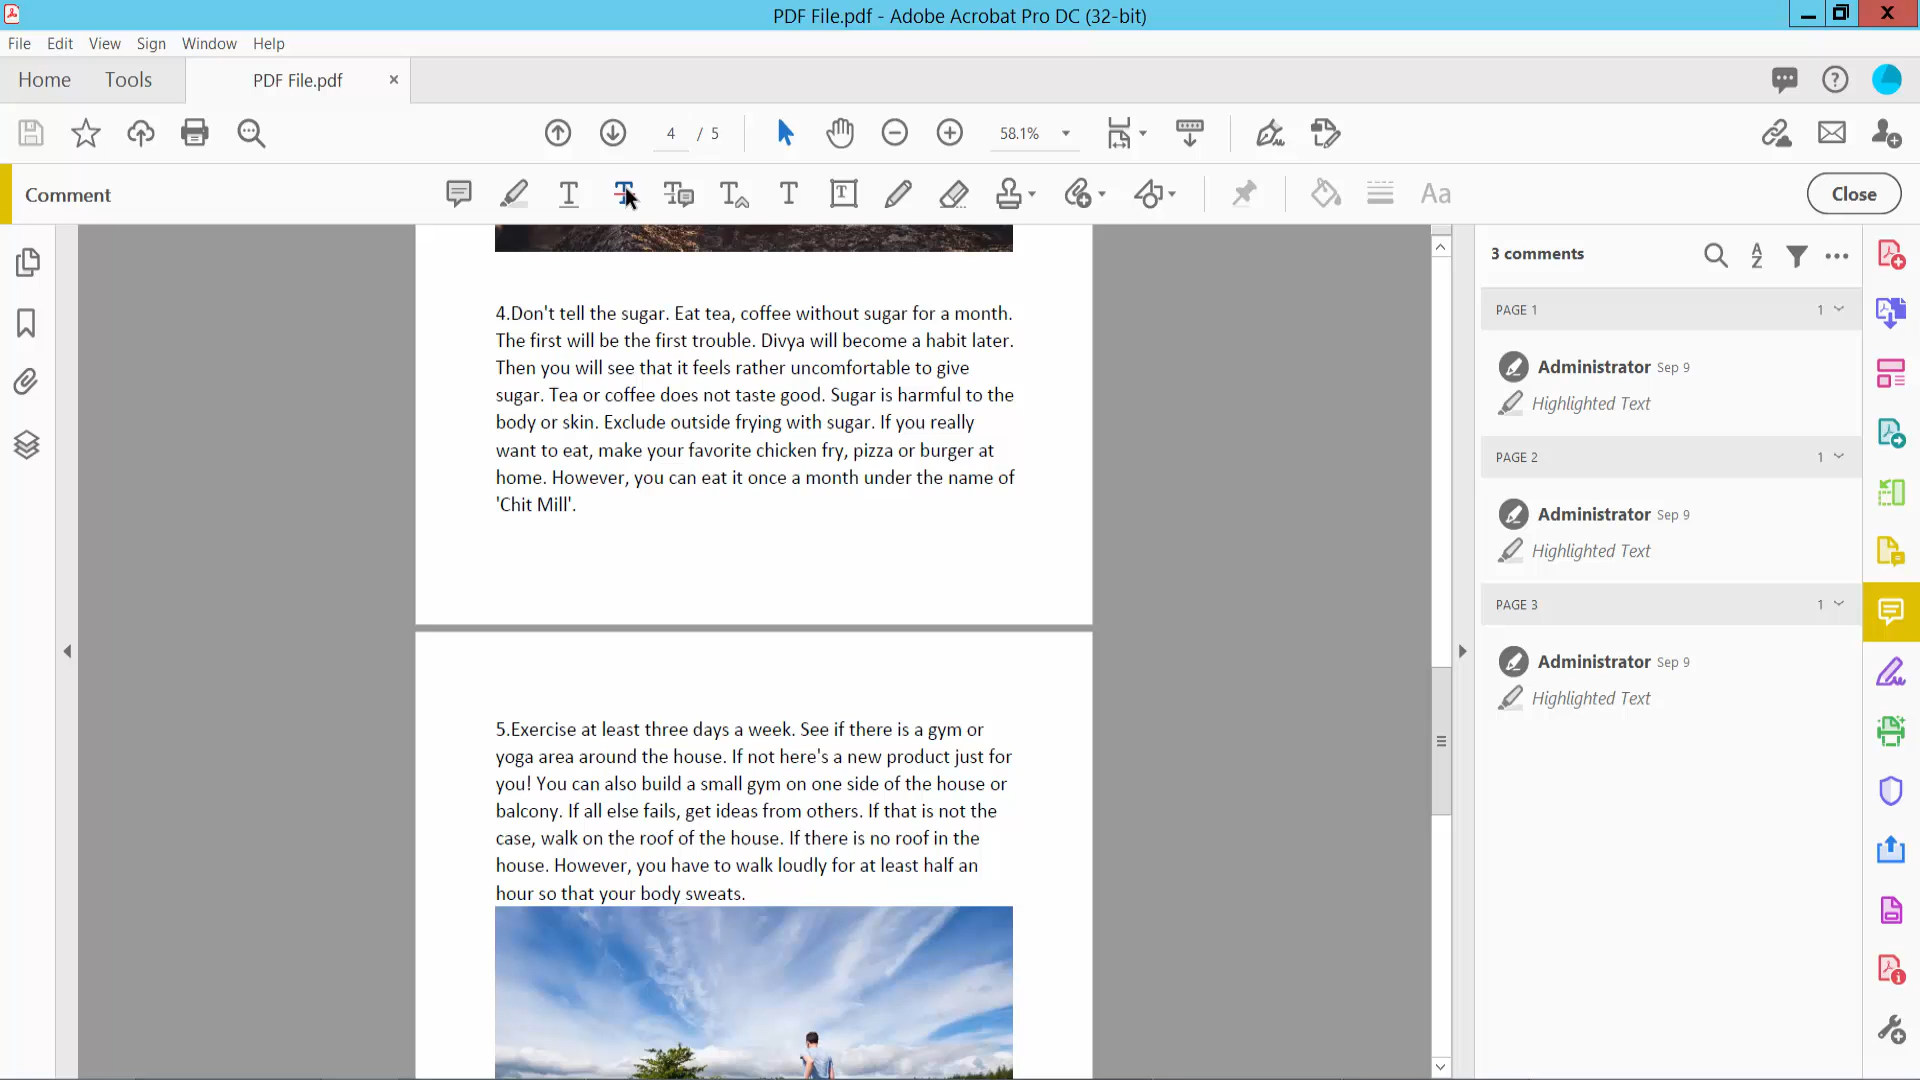 PDF File.pdf - Adobe Acrobat Pro DC (32-bit)
File Edit View Sign Window Help
Home Tools PDF File.pdf
4 / 5 58.1%
Comment Close
3 comments
4.Don't tell the sugar. Eat tea, coffee without sugar for a month.
The first will be the first trouble. Divya will become a habit later.
Then you will see that it feels rather uncomfortable to give
sugar. Tea or coffee does not taste good. Sugar is harmful to the
body or skin. Exclude outside frying with sugar. If you really
want to eat, make your favorite chicken fry, pizza or burger at
home. However, you can eat it once a month under the name of
'Chit Mill'.
5.Exercise at least three days a week. See if there is a gym or
yoga area around the house. If not here's a new product just for
you! You can also build a small gym on one side of the house or
balcony. If all else fails, get ideas from others. If that is not the
case, walk on the roof of the house. If there is no roof in the
house. However, you have to walk loudly for at least half an
hour so that your body sweats.
PAGE 1 1
Administrator Sep 9
Highlighted Text
PAGE 2 1
Administrator Sep 9
Highlighted Text
PAGE 3 1
Administrator Sep 9
Highlighted Text